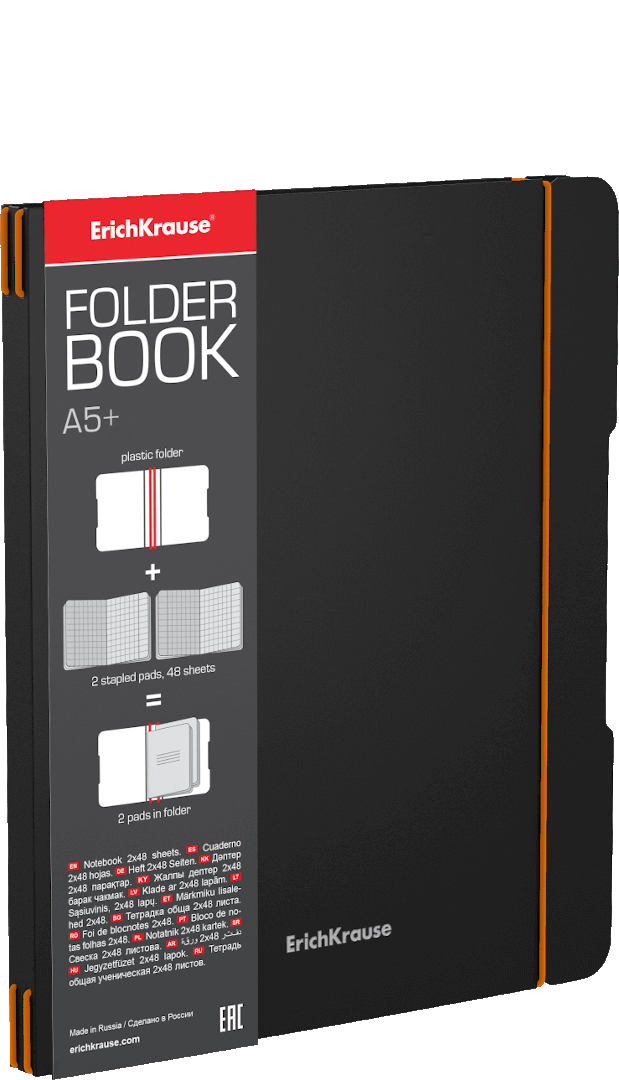 ErichKrause®
FOLDER
BOOK
A5+
plastic folder
+
2 stapled pads, 48 sheets
=
2 pads in folder
EN Notebook 2x48 sheets. ES Cuaderno
2x48 hojas. DE Heft 2x48 Seiten. KK Дәптер
2x48 парақтар. KY Жалпы дептер 2x48
барак чакмак. LV Klade ar 2x48 lapām. LT
Sąsiuvinis, 2x48 lapų. ET Märkmiku lisale-
hed 2x48. BG Тетрадка обща 2x48 листа.
RO Foi de blocnotes 2x48. PT Bloco de no-
tas folhas 2x48. PL Notatnik 2x48 kartek. SR
Свеска 2x48 листова. AR دفتر 2x48 ورقة
HU Jegyzetfüzet 2x48 lapok. RU Тетрадь
общая ученическая 2x48 листов.
Made in Russia / Сделано в России
erichkrause.com
EAC
ErichKrause